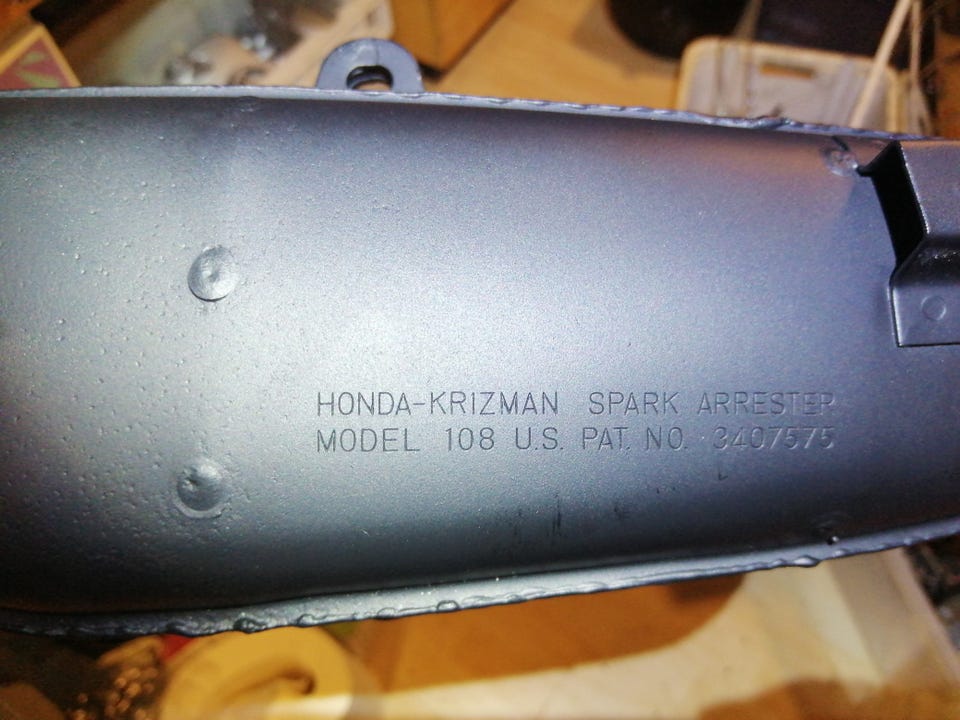 HONDA-KRIZMAN SPARK ARRESTER
MODEL 108 U.S. PAT. NO. 3407575